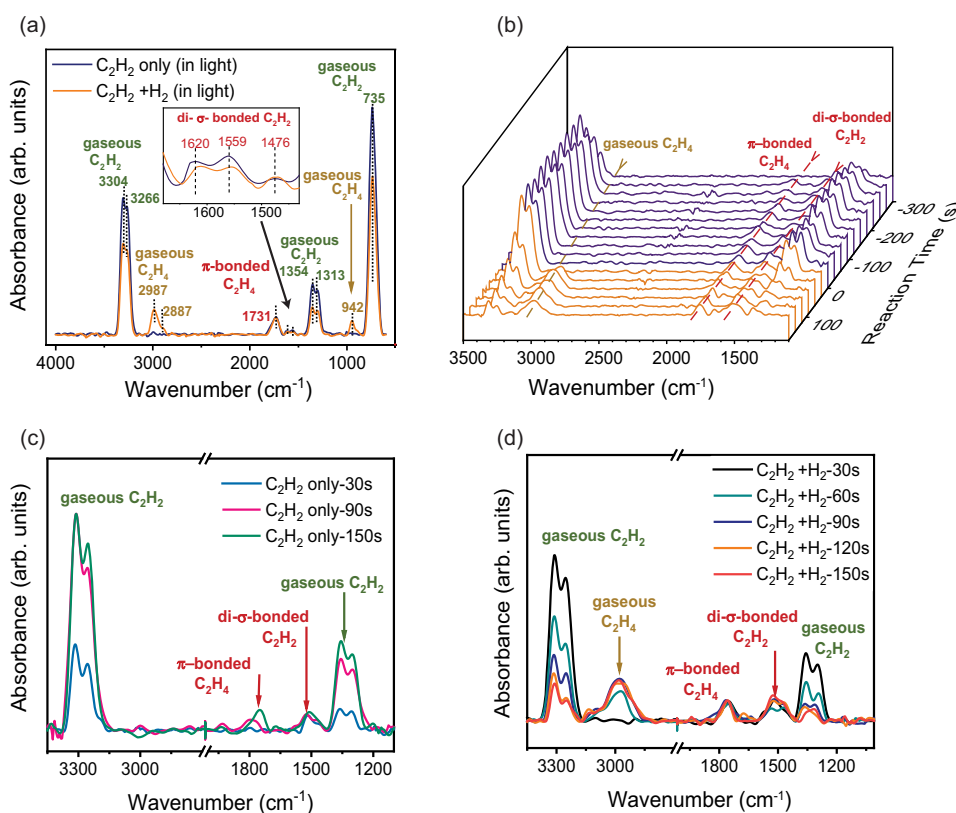 (a)
C₂H₂ only (in light)
C₂H₂ +H₂ (in light)
gaseous
C₂H₂
735
di- σ- bonded C₂H₂
1620 1559 1476
1600 1500
gaseous
C₂H₂
3304
3266
gaseous
C₂H₄
2987
2887
π-bonded
C₂H₄
1731
gaseous
C₂H₂
1354
1313
gaseous
C₂H₄
942
Absorbance (arb. units)
4000 3000 2000 1000
Wavenumber (cm⁻¹)
(b)
gaseous C₂H₄
π–bonded
C₂H₄
di-σ-bonded
C₂H₂
-300
-200
-100
0
100
Reaction Time (s)
3500 3000 2500 2000 1500
Wavenumber (cm⁻¹)
(c)
gaseous C₂H₂
C₂H₂ only-30s
C₂H₂ only-90s
C₂H₂ only-150s
gaseous C₂H₂
di-σ-bonded
C₂H₂
π–bonded
C₂H₄
Absorbance (arb. units)
3300 3000 1800 1500 1200
Wavenumber (cm⁻¹)
(d)
C₂H₂ +H₂-30s
C₂H₂ +H₂-60s
C₂H₂ +H₂-90s
C₂H₂ +H₂-120s
C₂H₂ +H₂-150s
gaseous C₂H₂
gaseous
C₂H₄
di-σ-bonded
C₂H₂
π–bonded
C₂H₄
gaseous
C₂H₂
Absorbance (arb. units)
3300 3000 1800 1500 1200
Wavenumber (cm⁻¹)